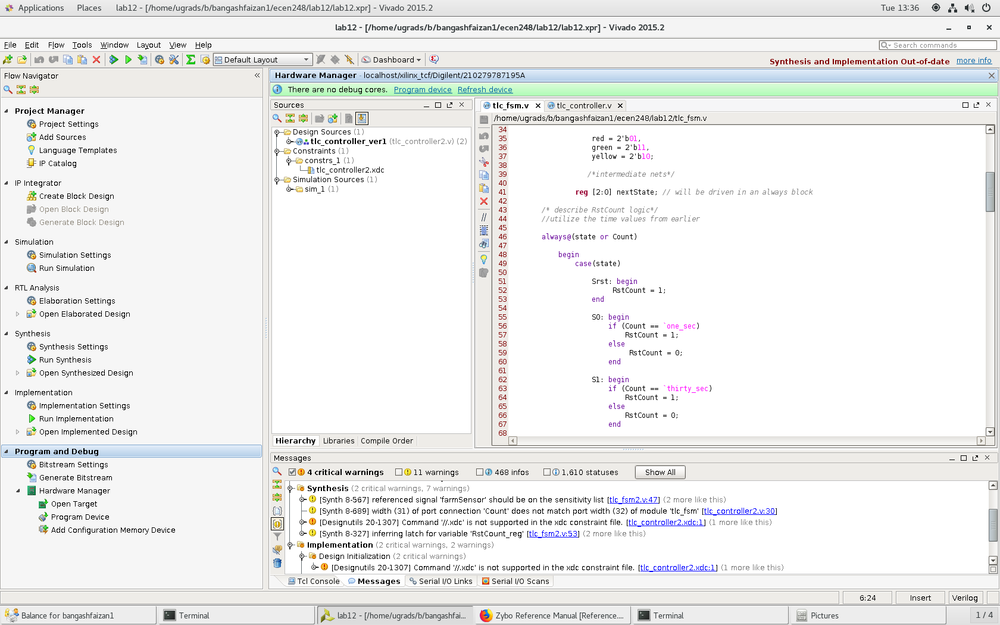 Applications Places lab12 - [/home/ugrads/b/bangashfaizan1/ecen248/lab12/lab12.xpr] - Vivado 2015.2 Tue 13:36
lab12 - [/home/ugrads/b/bangashfaizan1/ecen248/lab12/lab12.xpr] - Vivado 2015.2
File Edit Flow Tools Window Layout View Help
Search commands
Default Layout Dashboard
Synthesis and Implementation Out-of-date more info
Flow Navigator
Project Manager
Project Settings
Add Sources
Language Templates
IP Catalog
IP Integrator
Create Block Design
Open Block Design
Generate Block Design
Simulation
Simulation Settings
Run Simulation
RTL Analysis
Elaboration Settings
Open Elaborated Design
Synthesis
Synthesis Settings
Run Synthesis
Open Synthesized Design
Implementation
Implementation Settings
Run Implementation
Open Implemented Design
Program and Debug
Bitstream Settings
Generate Bitstream
Hardware Manager
Open Target
Program Device
Add Configuration Memory Device
Hardware Manager - localhost/xilinx_tcf/Digilent/210279787195A
There are no debug cores. Program device Refresh device
Sources
Design Sources (1)
tlc_controller_ver1 (tlc_controller2.v) (2)
Constraints (1)
constrs_1 (1)
tlc_controller2.xdc
Simulation Sources (1)
sim_1 (1)
Hierarchy Libraries Compile Order
tlc_fsm.v tlc_controller.v
/home/ugrads/b/bangashfaizan1/ecen248/lab12/tlc_fsm.v
34
35 red = 2'b01,
36 green = 2'b11,
37 yellow = 2'b10;
38
39 /*intermediate nets*/
40
41 reg [2:0] nextState; // will be driven in an always block
42
43 /* describe RstCount logic*/
44 //utilize the time values from earlier
45
46 always@(state or Count)
47
48 begin
49 case(state)
50
51 Srst: begin
52 RstCount = 1;
53 end
54
55 S0: begin
56 if (Count == `one_sec)
57 RstCount = 1;
58 else
59 RstCount = 0;
60 end
61
62 S1: begin
63 if (Count == `thirty_sec)
64 RstCount = 1;
65 else
66 RstCount = 0;
67 end
68
Messages
4 critical warnings 11 warnings 468 infos 1,610 statuses Show All
Synthesis (2 critical warnings, 7 warnings)
[Synth 8-567] referenced signal 'farmSensor' should be on the sensitivity list [tlc_fsm2.v:47] (2 more like this)
[Synth 8-689] width (31) of port connection 'Count' does not match port width (32) of module 'tlc_fsm' [tlc_controller2.v:30]
[Designutils 20-1307] Command '//.xdc' is not supported in the xdc constraint file. [tlc_controller2.xdc:1] (1 more like this)
[Synth 8-327] inferring latch for variable 'RstCount_reg' [tlc_fsm2.v:53] (2 more like this)
Implementation (2 critical warnings, 2 warnings)
Design Initialization (2 critical warnings)
[Designutils 20-1307] Command '//.xdc' is not supported in the xdc constraint file. [tlc_controller2.xdc:1] (1 more like this)
Tcl Console Messages Serial I/O Links Serial I/O Scans
6:24 Insert Verilog
Balance for bangashfaizan1 Terminal lab12 - [/home/ugrads/b/bangashfai... Zybo Reference Manual [Reference.... Terminal Pictures 1 / 4